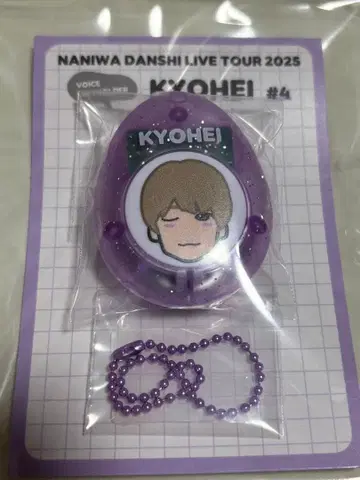 NANIWA DANSHI LIVE TOUR 2025
VOICE
KYOHEI #4
KYOHEI